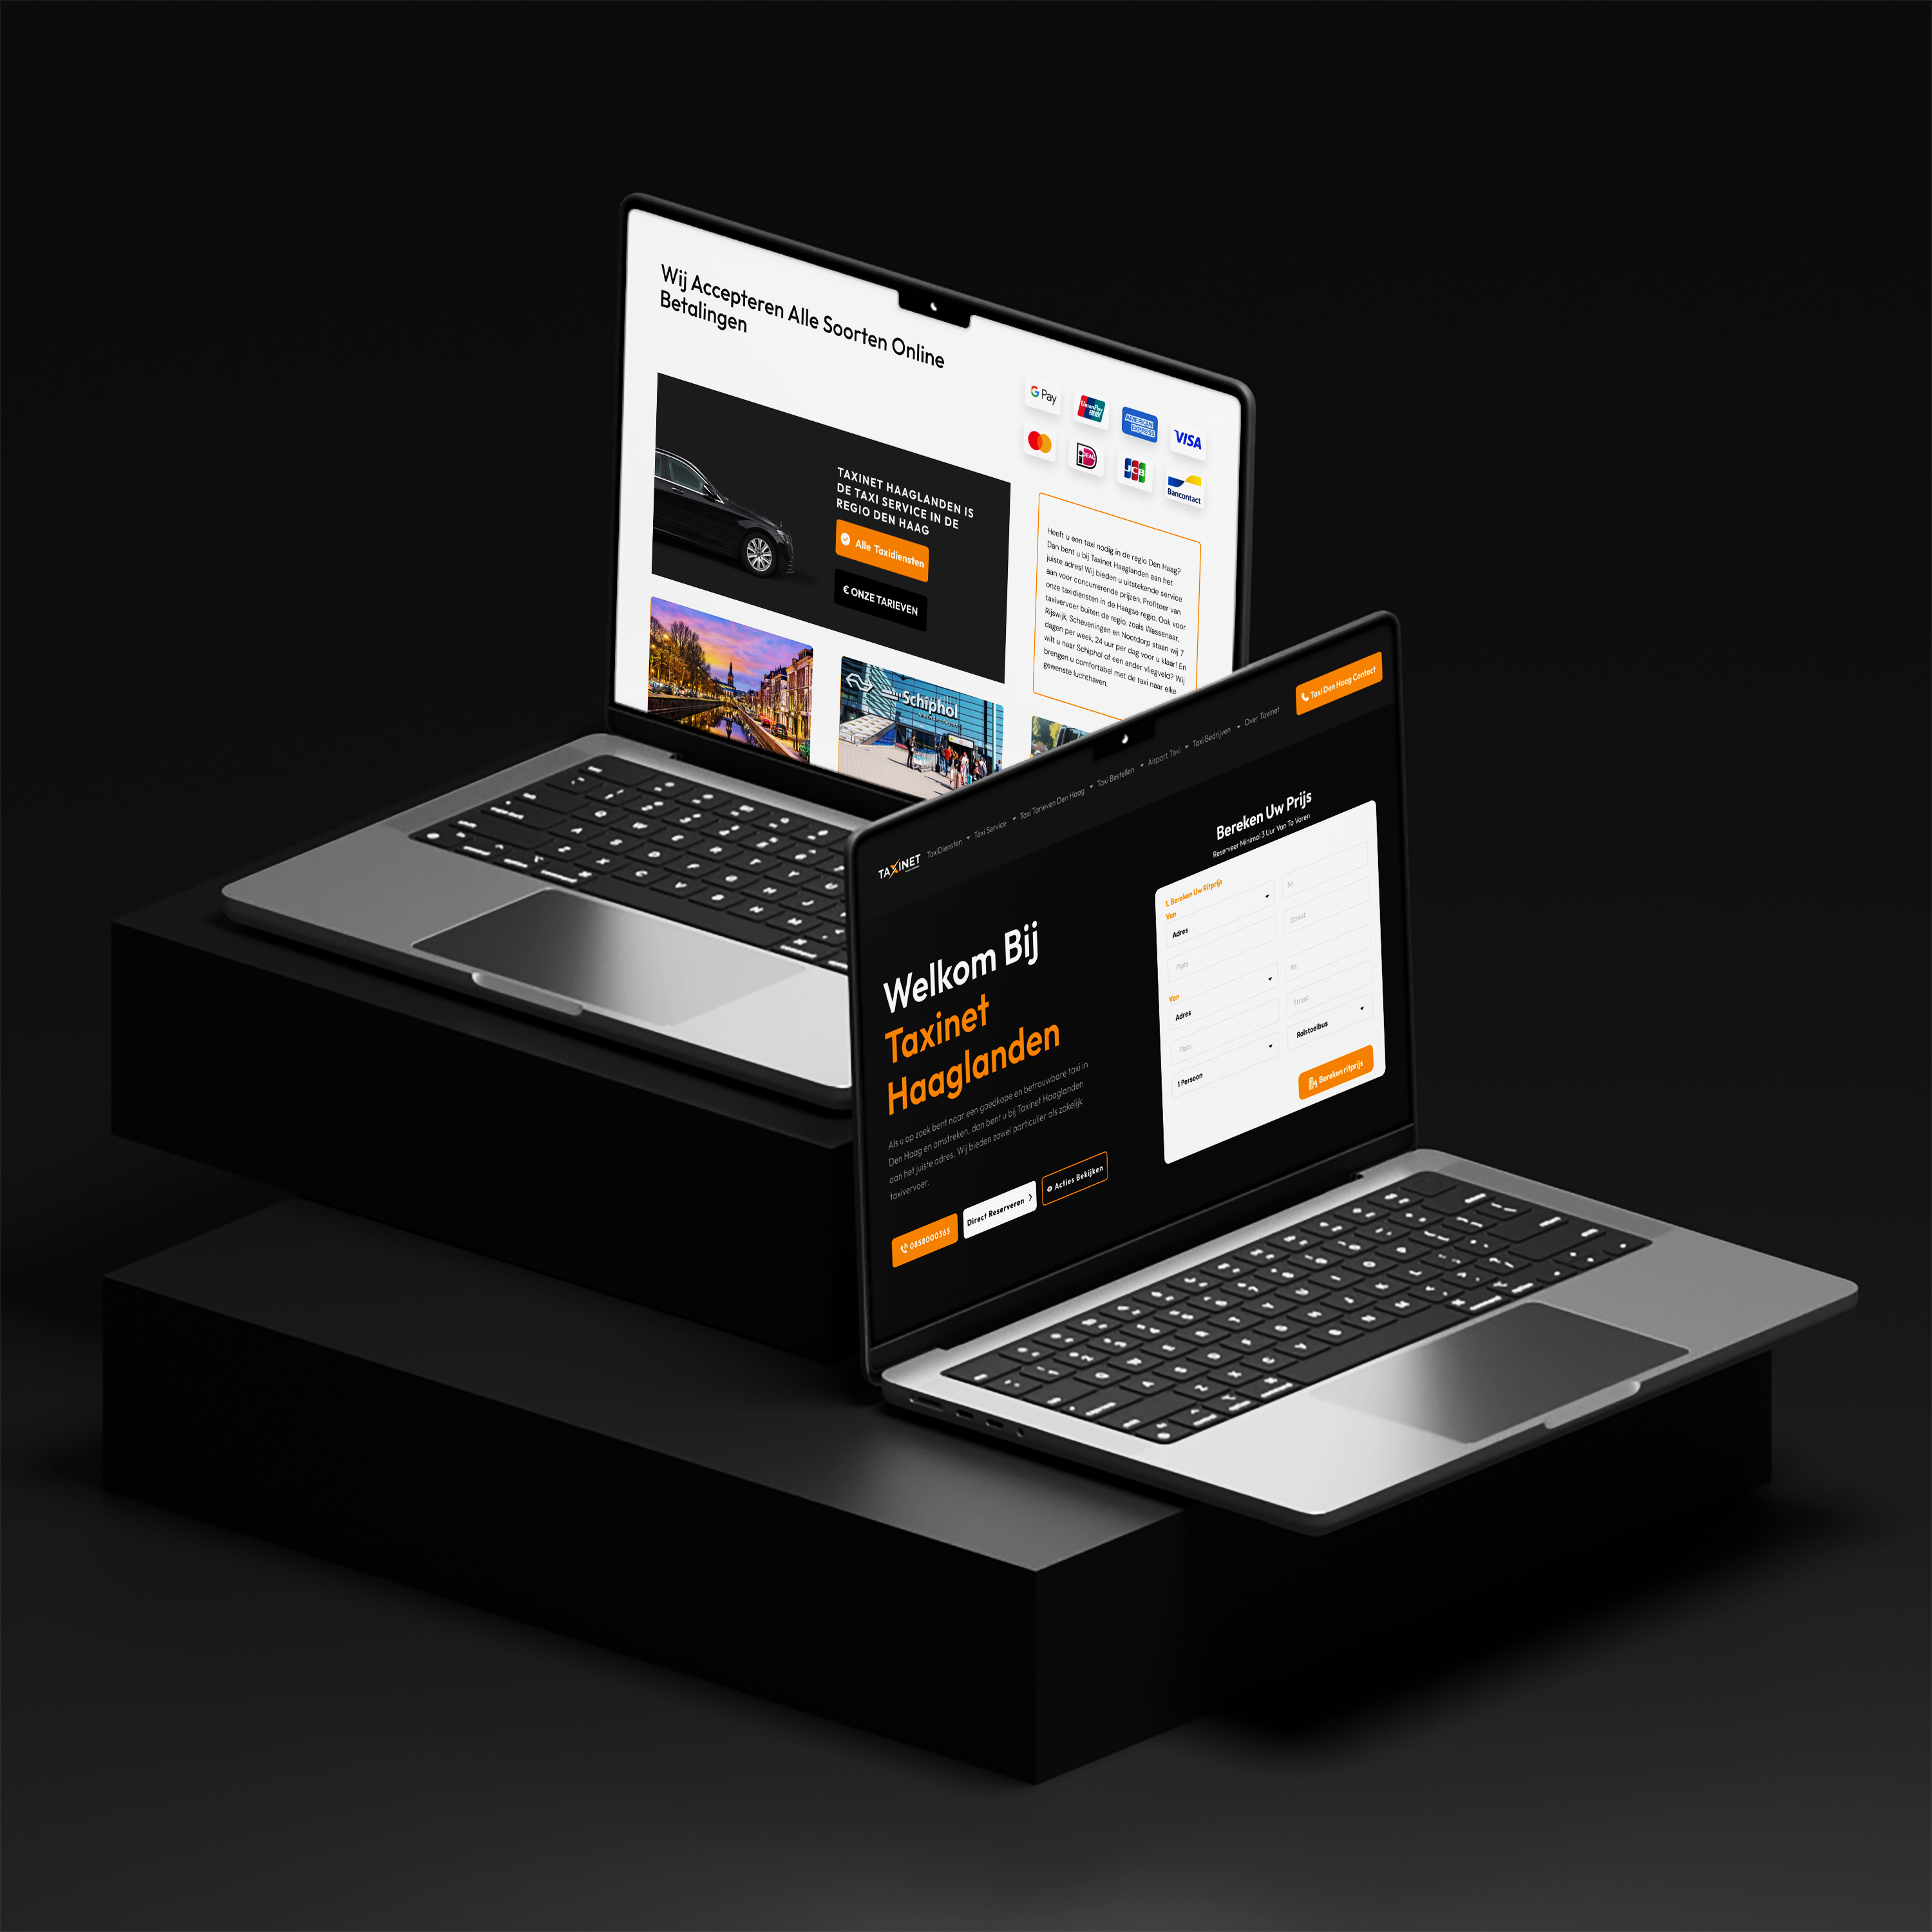 Wij Accepteren Alle Soorten Online
Betalingen
G Pay
UnionPay
AMERICAN
EXPRESS
VISA
iDEAL
JCB
Bancontact
TAXINET HAAGLANDEN IS
DE TAXI SERVICE IN DE
REGIO DEN HAAG
Alle Taxidiensten
€ ONZE TARIEVEN
Heeft u een taxi nodig in de regio Den Haag?
Dan bent u bij Taxinet Haaglanden aan het
juiste adres! Wij bieden u uitstekende service
aan voor concurrerende prijzen. Profiteer van
onze taxidiensten in de Haagse regio. Ook voor
taxivervoer buiten de regio, zoals Wassenaar,
Rijswijk, Scheveningen en Nootdorp staan wij 7
dagen per week, 24 uur per dag voor u klaar! En
wilt u naar Schiphol of een ander vliegveld? Wij
brengen u comfortabel met de taxi naar elke
gewenste luchthaven.
Schiphol
TAXINET
TaxiDiensten
Taxi Service
Taxi Tarieven Den Haag
Taxi Bestellen
Airport Taxi
Taxi Bedrijven
Over Taxinet
Taxi Den Haag Contact
Welkom Bij
Taxinet
Haaglanden
Als u op zoek bent naar een goedkope en betrouwbare taxi in
Den Haag en omstreken, dan bent u bij Taxinet Haaglanden
aan het juiste adres. Wij bieden zowel particulier als zakelijk
taxivervoer.
0858000365
Direct Reserveren
Acties Bekijken
Bereken Uw Prijs
Reserveer Minimaal 3 Uur Van To Voren
1. Bereken Uw Ritprijs
Van
Adres
Nr.
Plats
Straat
Van
Adres
Nr.
Plats
Straat
1 Persoon
Rolstoelbus
Bereken ritprijs